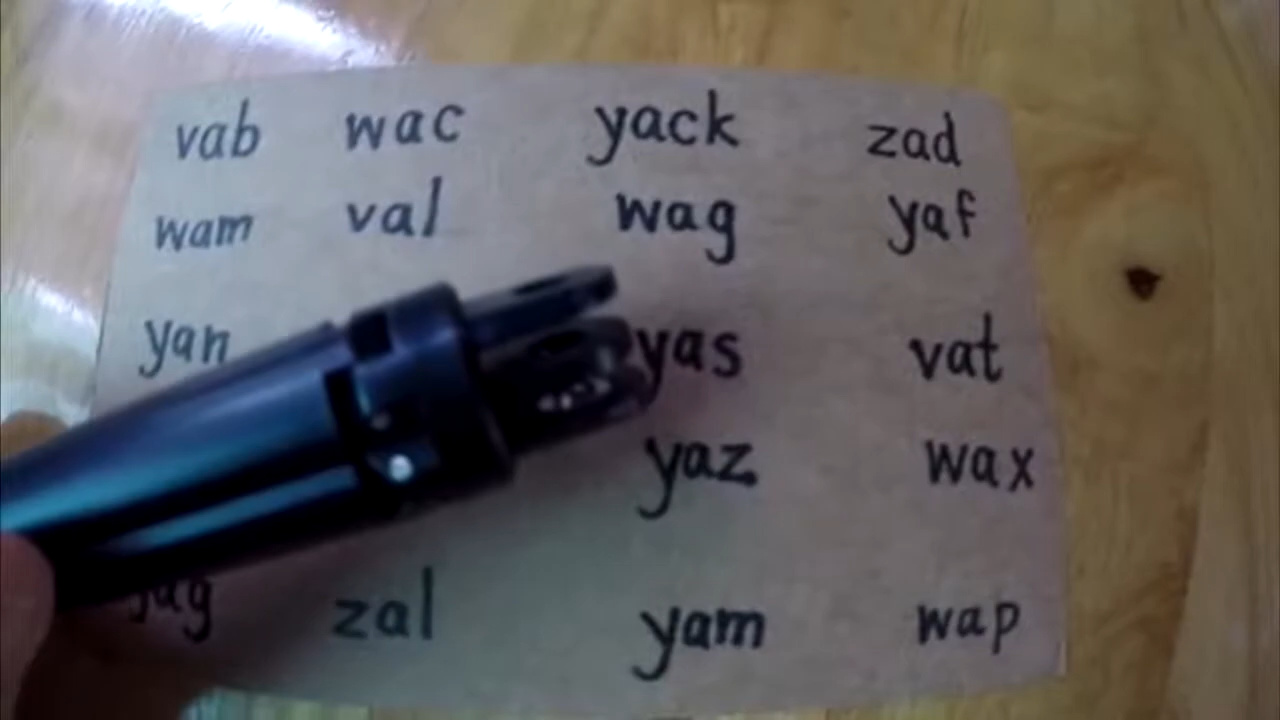 vab wac yack zad
wam val wag yaf
yan yas vat
yaz wax
zal yam wap